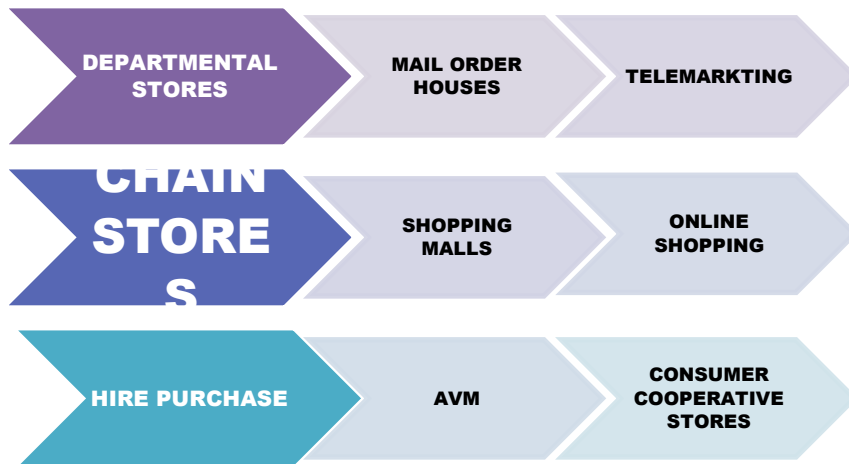 DEPARTMENTAL
STORES
MAIL ORDER
HOUSES
TELEMARKTING
CHAIN
STORE
S
SHOPPING
MALLS
ONLINE
SHOPPING
HIRE PURCHASE
AVM
CONSUMER
COOPERATIVE
STORES